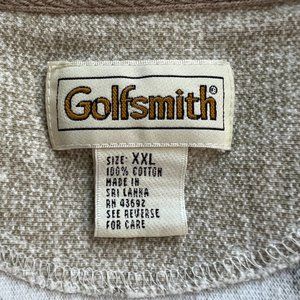 Golfsmith®
SIZE: XXL
100% COTTON
MADE IN
SRI LANKA
RN 43692
SEE REVERSE
FOR CARE